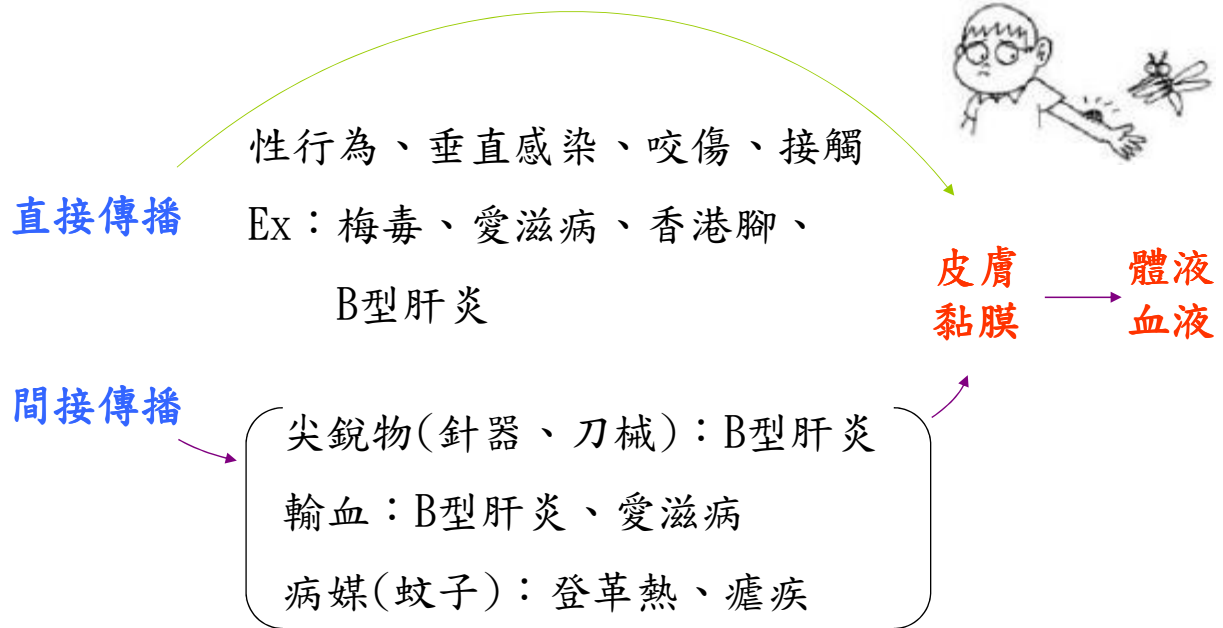 性行為、垂直感染、咬傷、接觸
直接傳播
Ex：梅毒、愛滋病、香港腳、
B型肝炎
皮膚
黏膜
體液
血液
間接傳播
尖銳物(針器、刀械)：B型肝炎
輸血：B型肝炎、愛滋病
病媒(蚊子)：登革熱、瘧疾